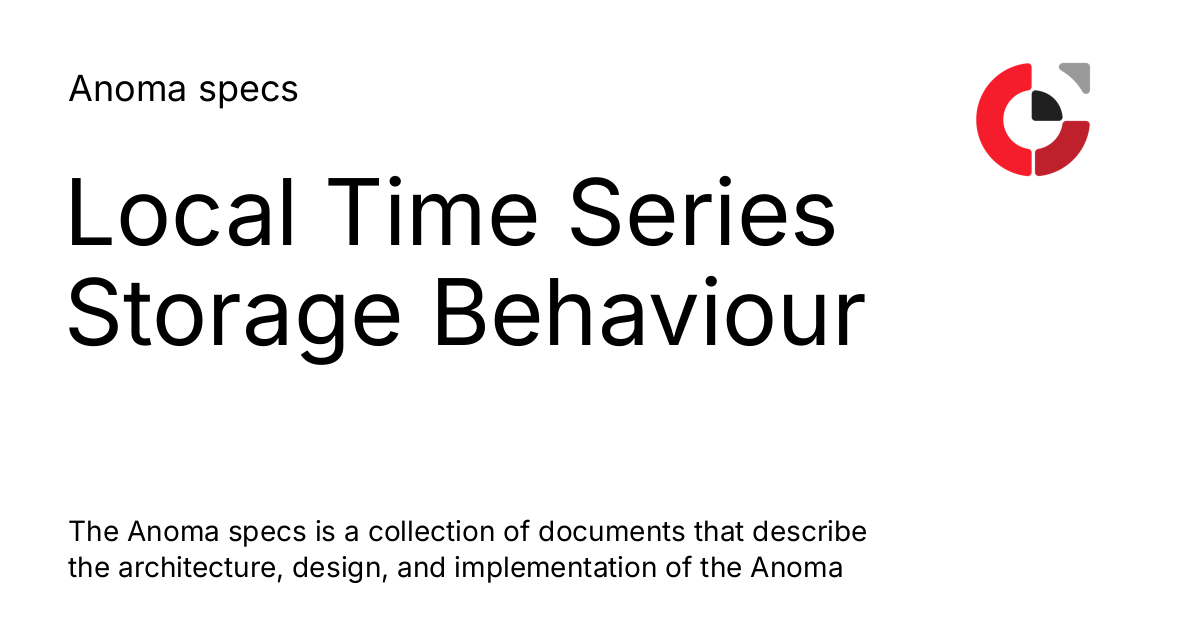 Anoma specs
Local Time Series
Storage Behaviour
The Anoma specs is a collection of documents that describe
the architecture, design, and implementation of the Anoma